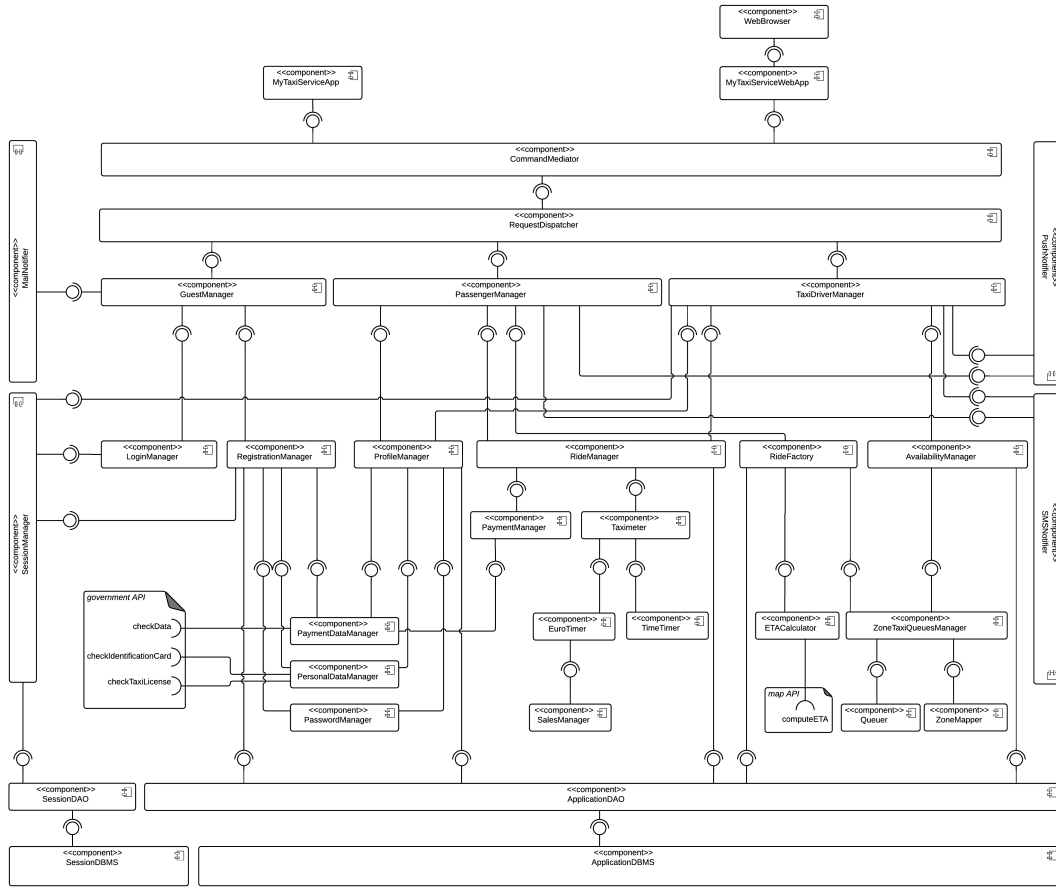 <<component>>
WebBrowser
<<component>>
MyTaxiServiceApp
<<component>>
MyTaxiServiceWebApp
<<component>>
CommandMediator
<<component>>
RequestDispatcher
<<component>>
MailNotifier
<<component>>
PushNotifier
<<component>>
GuestManager
<<component>>
PassengerManager
<<component>>
TaxiDriverManager
<<component>>
SessionManager
<<component>>
SMSNotifier
<<component>>
LoginManager
<<component>>
RegistrationManager
<<component>>
ProfileManager
<<component>>
RideManager
<<component>>
RideFactory
<<component>>
AvailabilityManager
<<component>>
PaymentManager
<<component>>
Taximeter
government API
checkData
checkIdentificationCard
checkTaxiLicense
<<component>>
PaymentDataManager
<<component>>
PersonalDataManager
<<component>>
PasswordManager
<<component>>
EuroTimer
<<component>>
TimeTimer
<<component>>
ETACalculator
<<component>>
ZoneTaxiQueuesManager
<<component>>
SalesManager
map API
computeETA
<<component>>
Queuer
<<component>>
ZoneMapper
<<component>>
SessionDAO
<<component>>
ApplicationDAO
<<component>>
SessionDBMS
<<component>>
ApplicationDBMS